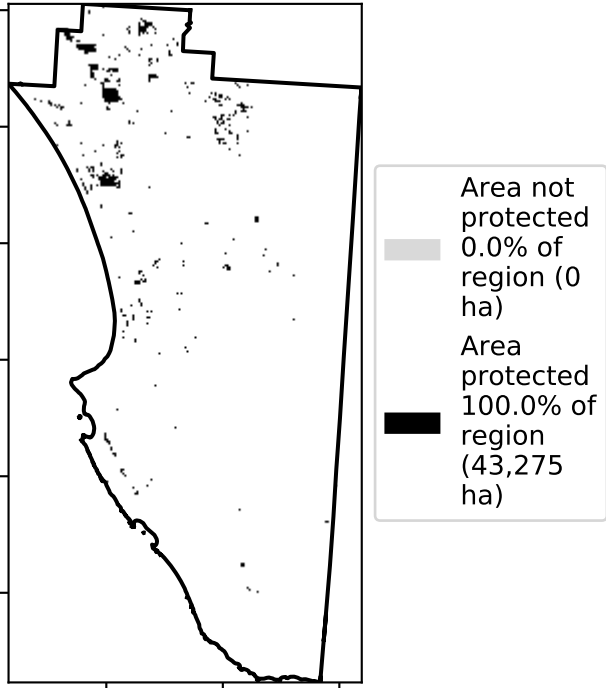 Area not
protected
0.0% of
region (0
ha)
Area
protected
100.0% of
region
(43,275
ha)